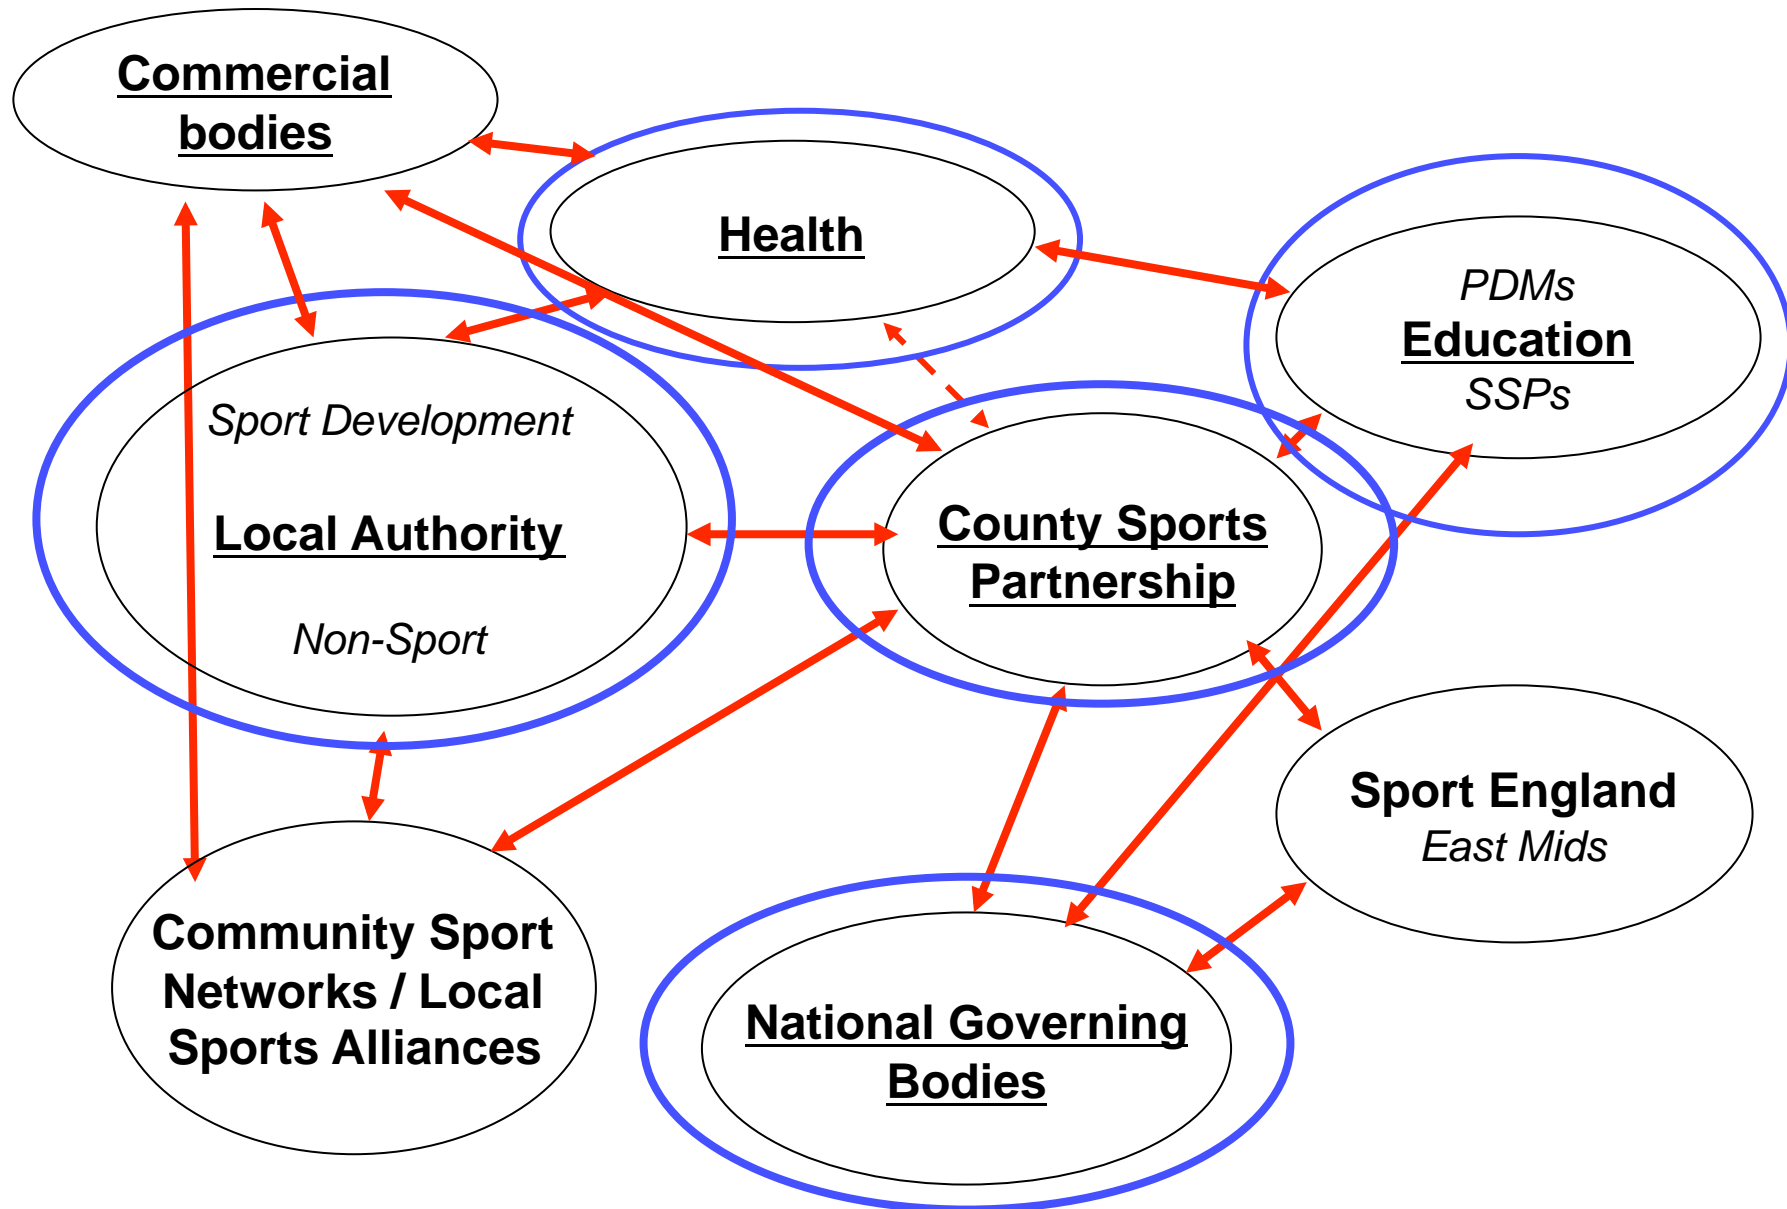 Commercial
bodies
Health
PDMs
Education
SSPs
Sport Development
Local Authority
Non-Sport
County Sports
Partnership
Sport England
East Mids
Community Sport
Networks / Local
Sports Alliances
National Governing
Bodies